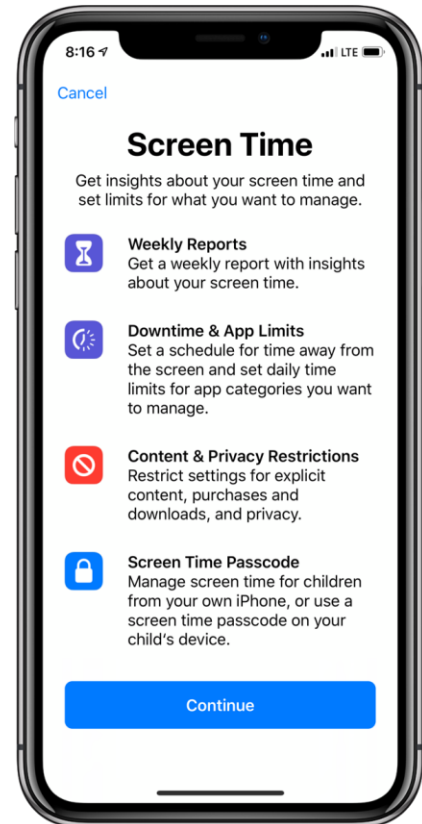 8:16
LTE
Cancel
Screen Time
Get insights about your screen time and
set limits for what you want to manage.
Weekly Reports
Get a weekly report with insights
about your screen time.
Downtime & App Limits
Set a schedule for time away from
the screen and set daily time
limits for app categories you want
to manage.
Content & Privacy Restrictions
Restrict settings for explicit
content, purchases and
downloads, and privacy.
Screen Time Passcode
Manage screen time for children
from your own iPhone, or use a
screen time passcode on your
child's device.
Continue